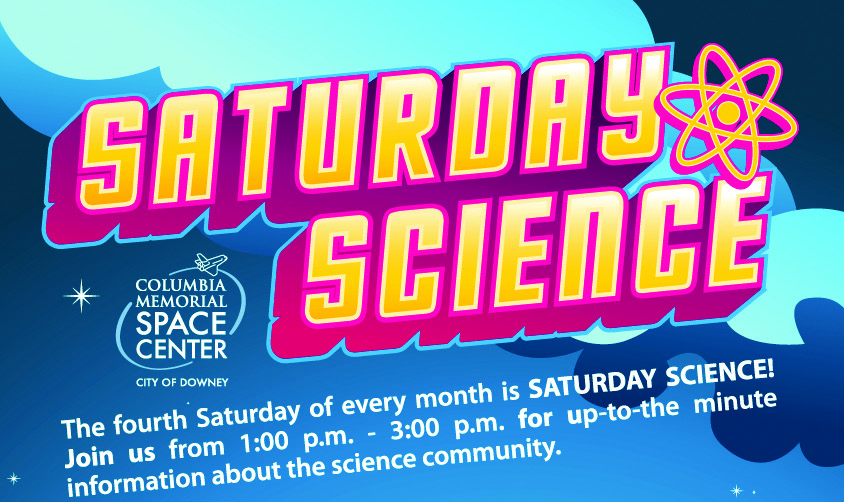 SATURDAY
SCIENCE
COLUMBIA
MEMORIAL
SPACE
CENTER
CITY OF DOWNEY
The fourth Saturday of every month is SATURDAY SCIENCE!
Join us from 1:00 p.m. - 3:00 p.m. for up-to-the minute
information about the science community.